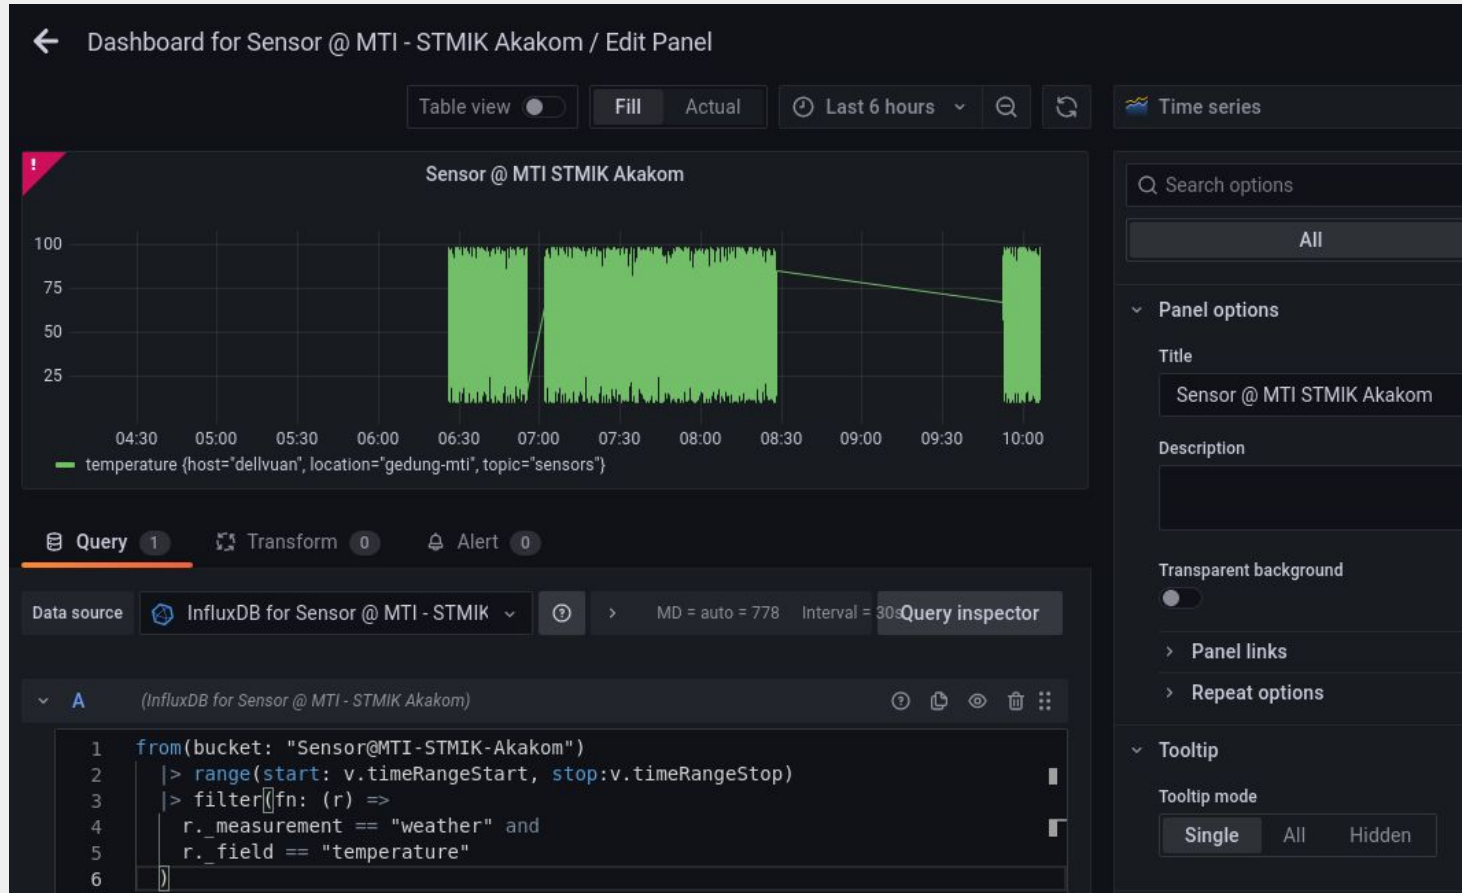 Dashboard for Sensor @ MTI - STMIK Akakom / Edit Panel
Table view Fill Actual Last 6 hours Time series
!
Sensor @ MTI STMIK Akakom
100
75
50
25
04:30 05:00 05:30 06:00 06:30 07:00 07:30 08:00 08:30 09:00 09:30 10:00
temperature {host="dellvuan", location="gedung-mti", topic="sensors"}
Query 1 Transform 0 Alert 0
Data source InfluxDB for Sensor @ MTI - STMIK ? > MD = auto = 778 Interval = 30s Query inspector
A (InfluxDB for Sensor @ MTI - STMIK Akakom)
1 from(bucket: "Sensor@MTI-STMIK-Akakom")
2 |> range(start: v.timeRangeStart, stop:v.timeRangeStop)
3 |> filter(fn: (r) =>
4 r._measurement == "weather" and
5 r._field == "temperature"
6 )
Search options
All
Panel options
Title
Sensor @ MTI STMIK Akakom
Description
Transparent background
Panel links
Repeat options
Tooltip
Tooltip mode
Single All Hidden